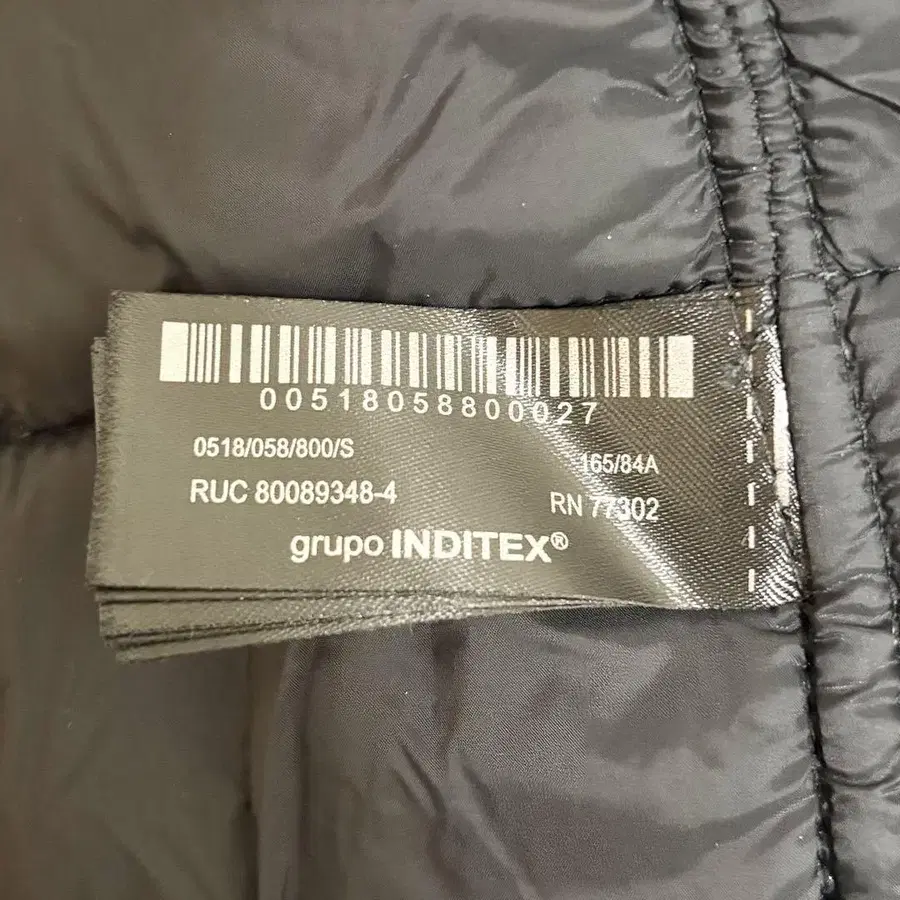 00518058800027
0518/058/800/S
165/84A
RUC 80089348-4
RN 77302
grupo INDITEX®